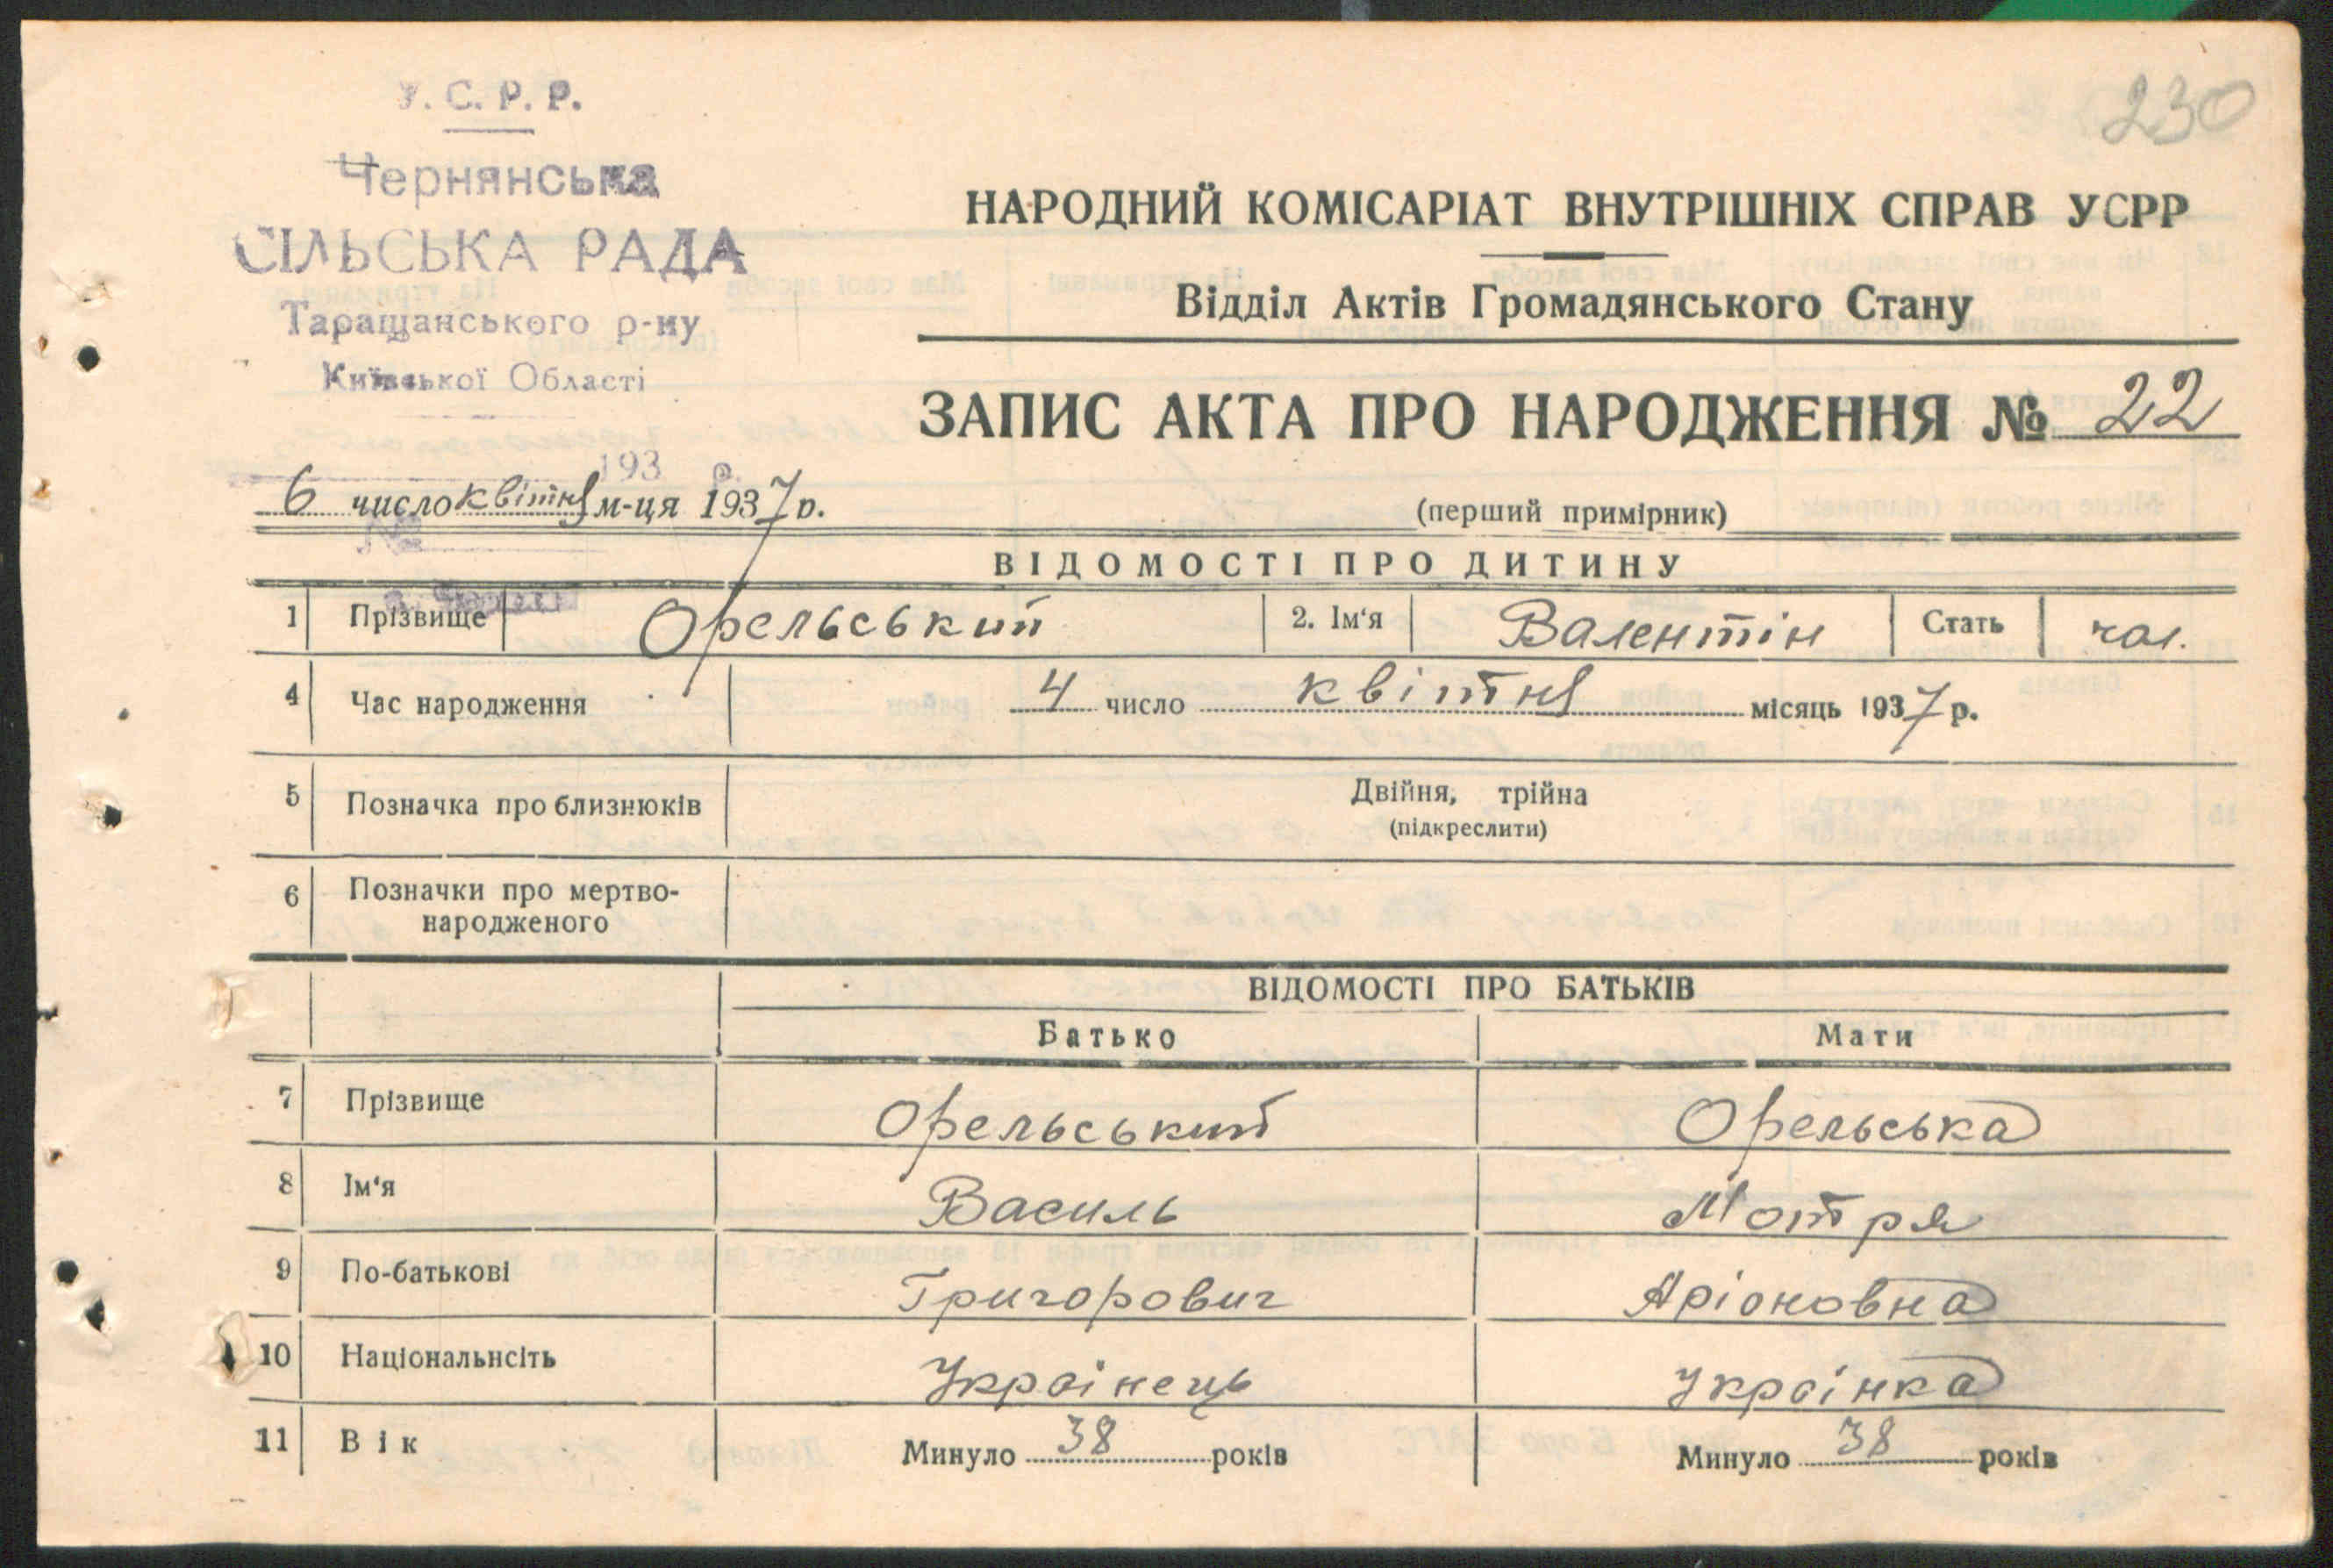 У. С. Р. Р.
230
Чернянська
СІЛЬСЬКА РАДА
Таращанського р-ну
Київської Області
193 р.
№
НАРОДНИЙ КОМІСАРІАТ ВНУТРІШНІХ СПРАВ УСРР
Відділ Актів Громадянського Стану
ЗАПИС АКТА ПРО НАРОДЖЕННЯ № 22
6 число квітня м-ця 1937 р.
(перший примірник)
ВІДОМОСТІ ПРО ДИТИНУ
1 Прізвище Орельський 2. Ім‘я Валентін Стать чол.
4 Час народження 4 число квітня місяць 1937 р.
5 Позначка про близнюків Двійня, трійна
(підкреслити)
6 Позначки про мертво-
народженого
ВІДОМОСТІ ПРО БАТЬКІВ
Батько Мати
7 Прізвище Орельський Орельська
8 Ім‘я Василь Мотря
9 По-батькові Григорович Аріоновна
10 Національнсіть Українець Українка
11 Вік Минуло 38 років Минуло 38 років